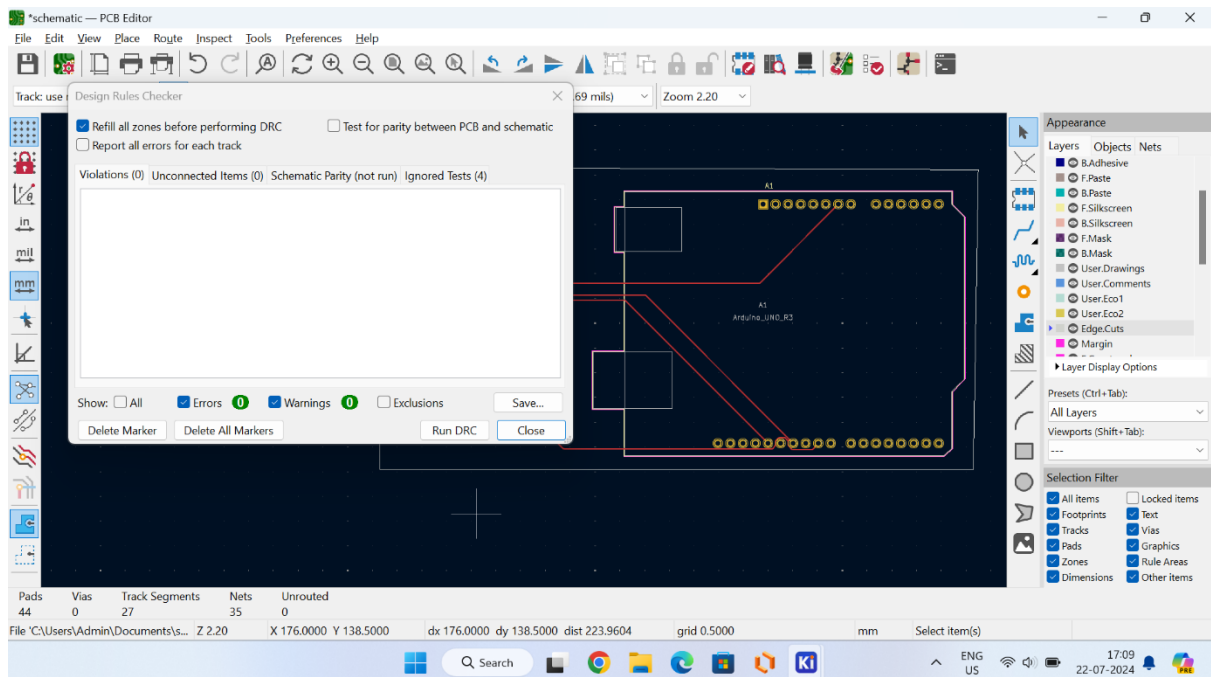 *schematic — PCB Editor
File Edit View Place Route Inspect Tools Preferences Help
Track: use
69 mils)
Zoom 2.20
Design Rules Checker
Refill all zones before performing DRC
Test for parity between PCB and schematic
Report all errors for each track
Violations (0) Unconnected Items (0) Schematic Parity (not run) Ignored Tests (4)
Show: All Errors 0 Warnings 0 Exclusions Save...
Delete Marker Delete All Markers Run DRC Close
in
mil
mm
A1
A1
Arduino_UNO_R3
Appearance
Layers Objects Nets
B.Adhesive
F.Paste
B.Paste
F.Silkscreen
B.Silkscreen
F.Mask
B.Mask
User.Drawings
User.Comments
User.Eco1
User.Eco2
Edge.Cuts
Margin
Layer Display Options
Presets (Ctrl+Tab):
All Layers
Viewports (Shift+Tab):
---
Selection Filter
All items Locked items
Footprints Text
Tracks Vias
Pads Graphics
Zones Rule Areas
Dimensions Other items
Pads Vias Track Segments Nets Unrouted
44 0 27 35 0
File 'C:\Users\Admin\Documents\s... Z 2.20 X 176.0000 Y 138.5000 dx 176.0000 dy 138.5000 dist 223.9604 grid 0.5000 mm Select item(s)
Search
Ki
ENG
US
17:09
22-07-2024
PRE